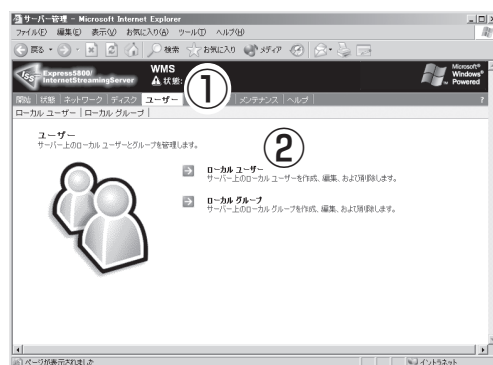 サーバー管理 - Microsoft Internet Explorer
ファイル(F) 編集(E) 表示(V) お気に入り(A) ツール(T) ヘルプ(H)
戻る 検索 お気に入り メディア
Express5800/
InternetStreamingServer
WMS
状態:
Microsoft®
Windows®
Powered
開始 状態 ネットワーク ディスク ユーザー メンテナンス ヘルプ ?
①
ローカル ユーザー ローカル グループ
ユーザー
サーバー上のローカル ユーザーとグループを管理します。
②
ローカル ユーザー
サーバー上のローカル ユーザーを作成、編集、および削除します。
ローカル グループ
サーバー上のローカル グループを作成、編集、および削除します。
ページが表示されました
イントラネット